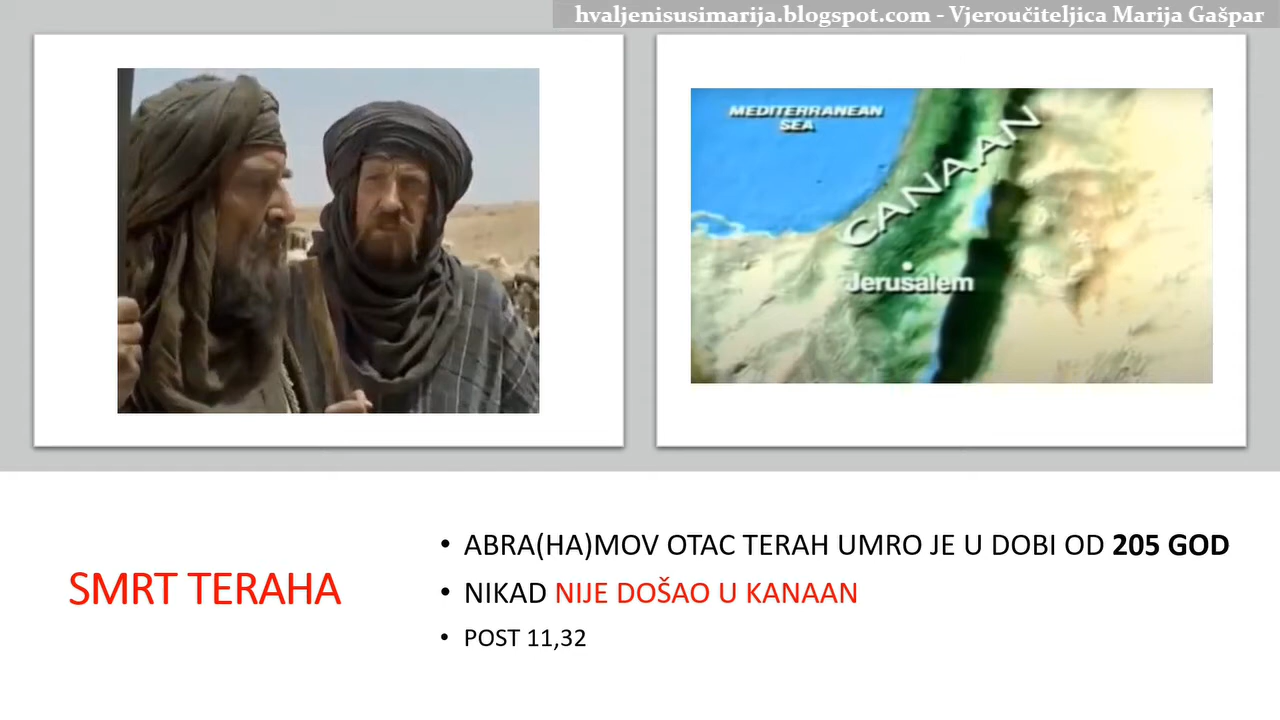 hvaljenisusimarija.blogspot.com - Vjeroučiteljica Marija Gašpar
MEDITERRANEAN
SEA
CANAAN
Jerusalem
SMRT TERAHA
• ABRA(HA)MOV OTAC TERAH UMRO JE U DOBI OD 205 GOD
• NIKAD NIJE DOŠAO U KANAAN
• POST 11,32